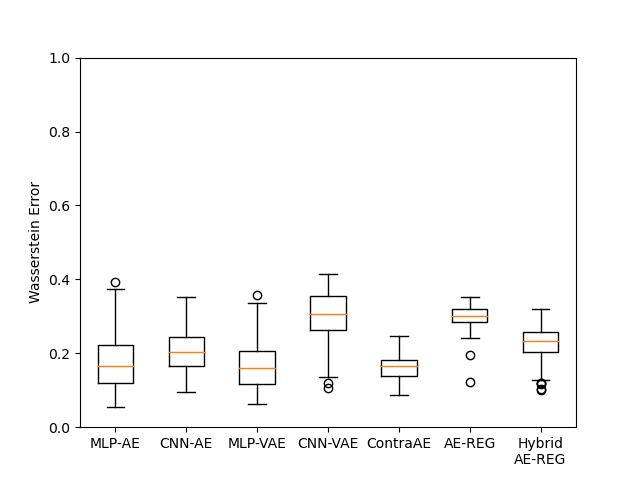 1.0
0.8
0.6
0.4
0.2
0.0
Wasserstein Error
MLP-AE CNN-AE MLP-VAE CNN-VAE ContraAE AE-REG Hybrid
AE-REG